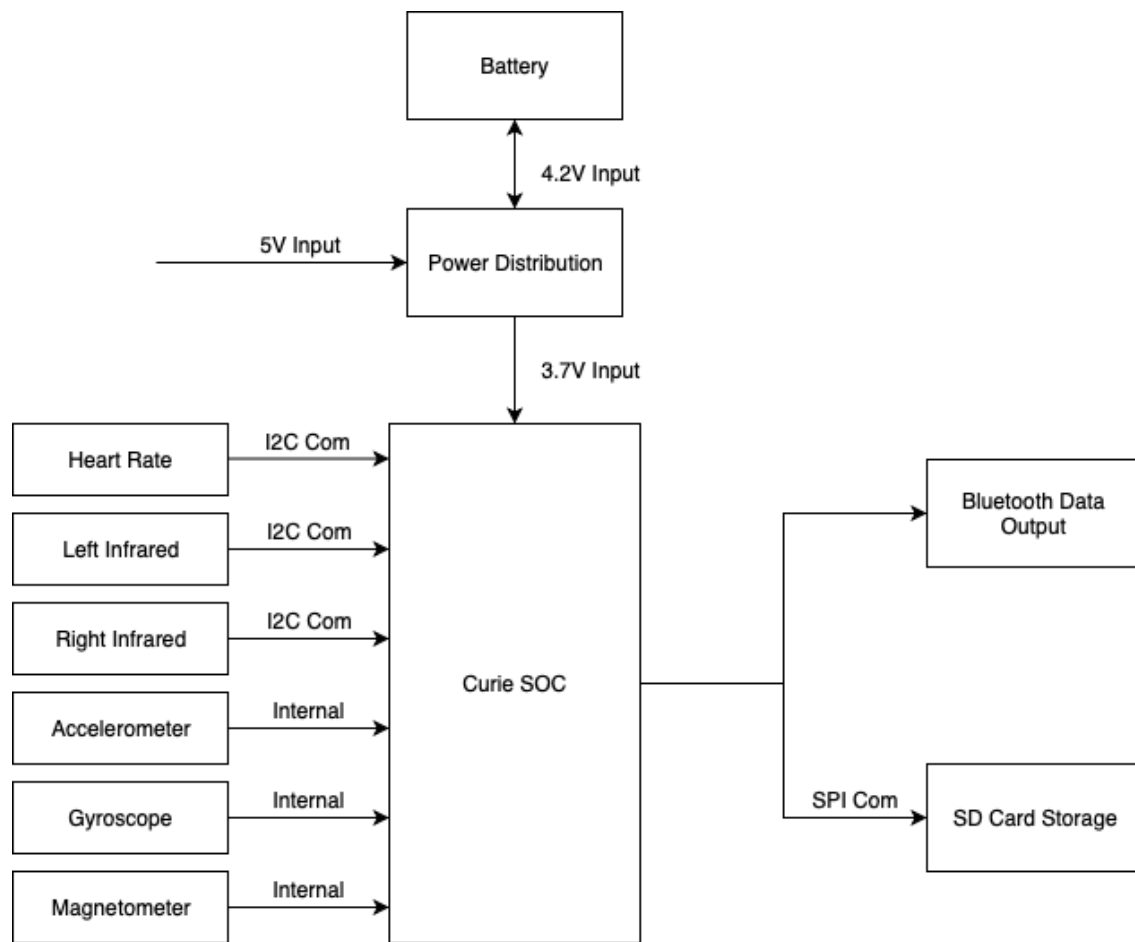 Battery
4.2V Input
5V Input
Power Distribution
3.7V Input
Heart Rate
I2C Com
Left Infrared
I2C Com
Right Infrared
I2C Com
Accelerometer
Internal
Gyroscope
Internal
Magnetometer
Internal
Curie SOC
Bluetooth Data
Output
SPI Com
SD Card Storage